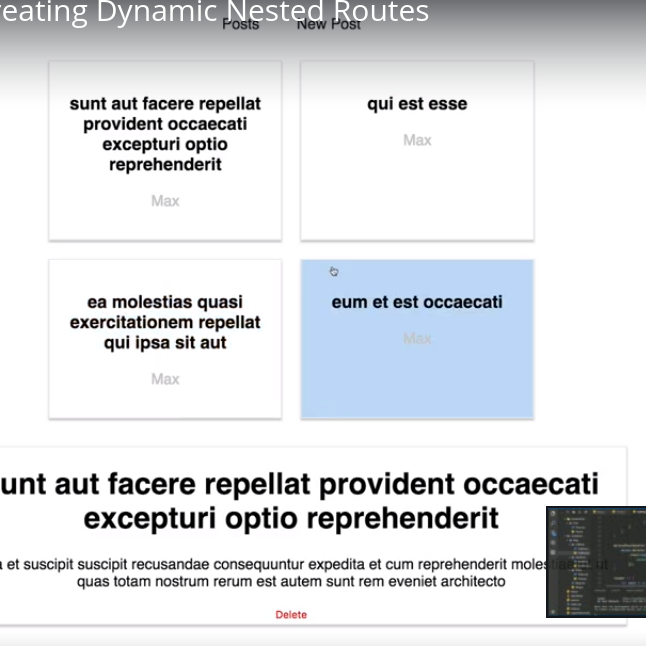 reating Dynamic Nested Routes
Posts New Post
sunt aut facere repellat
provident occaecati
excepturi optio
reprehenderit
Max
qui est esse
Max
ea molestias quasi
exercitationem repellat
qui ipsa sit aut
Max
eum et est occaecati
Max
unt aut facere repellat provident occaecati
excepturi optio reprehenderit
et suscipit suscipit recusandae consequuntur expedita et cum reprehenderit molestiae ut ut
quas totam nostrum rerum est autem sunt rem eveniet architecto
Delete